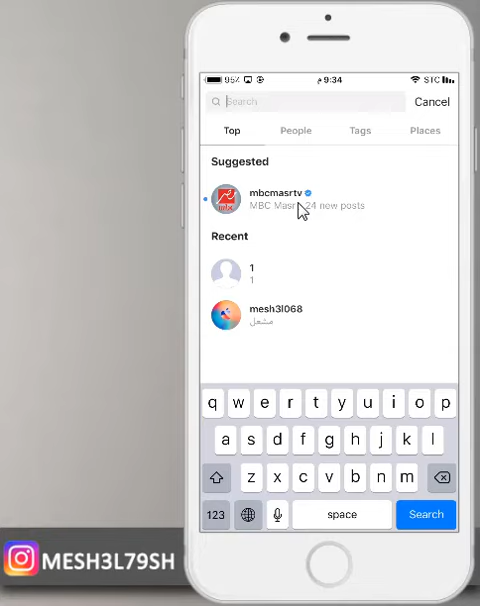 95٪ 9:34 م STC
Search Cancel
Top People Tags Places
Suggested
mbcmasrtv
MBC Masr 24 new posts
Recent
1
1
mesh3l068
مشعل
q w e r t y u i o p
a s d f g h j k l
z x c v b n m
123 space Search
MESH3L79SH